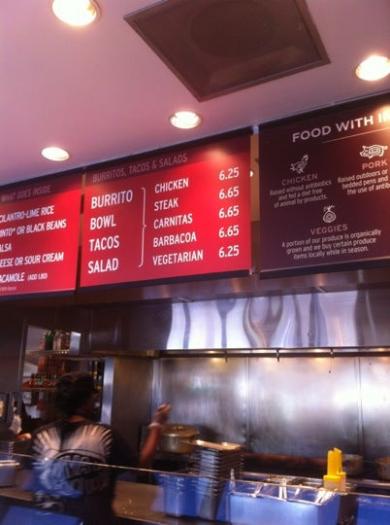 WHAT GOES INSIDE
CILANTRO-LIME RICE
PINTO* OR BLACK BEANS
SALSA
CHEESE OR SOUR CREAM
GUACAMOLE (ADD 1.80)
BURRITOS, TACOS & SALADS
BURRITO
BOWL
TACOS
SALAD
CHICKEN 6.25
STEAK 6.65
CARNITAS 6.65
BARBACOA 6.65
VEGETARIAN 6.25
FOOD WITH
CHICKEN
Raised without antibiotics
and fed a diet free
of animal by products.
PORK
Raised outdoors or
bedded pens and
the use of
VEGGIES
A portion of our produce is organically
grown and we buy certain produce
items locally while in season.